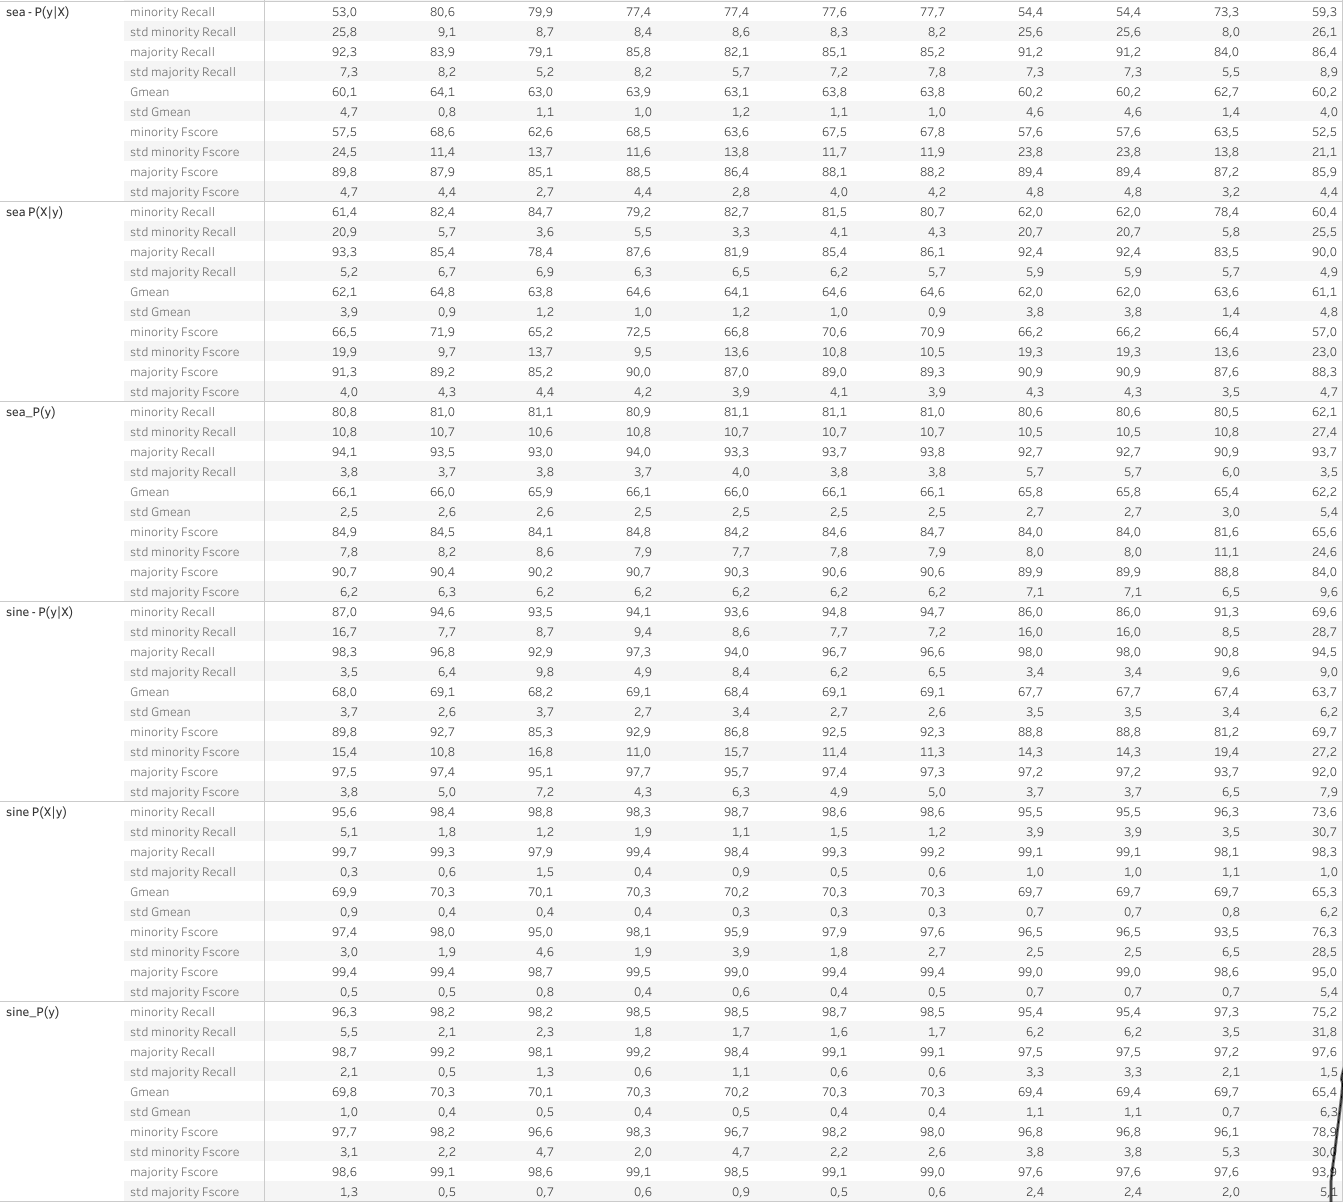 sea - P(y|X) minority Recall 53,0 80,6 79,9 77,4 77,4 77,6 77,7 54,4 54,4 73,3 59,3
std minority Recall 25,8 9,1 8,7 8,4 8,6 8,3 8,2 25,6 25,6 8,0 26,1
majority Recall 92,3 83,9 79,1 85,8 82,1 85,1 85,2 91,2 91,2 84,0 86,4
std majority Recall 7,3 8,2 5,2 8,2 5,7 7,2 7,8 7,3 7,3 5,5 8,9
Gmean 60,1 64,1 63,0 63,9 63,1 63,8 63,8 60,2 60,2 62,7 60,2
std Gmean 4,7 0,8 1,1 1,0 1,2 1,1 1,0 4,6 4,6 1,4 4,0
minority Fscore 57,5 68,6 62,6 68,5 63,6 67,5 67,8 57,6 57,6 63,5 52,5
std minority Fscore 24,5 11,4 13,7 11,6 13,8 11,7 11,9 23,8 23,8 13,8 21,1
majority Fscore 89,8 87,9 85,1 88,5 86,4 88,1 88,2 89,4 89,4 87,2 85,9
std majority Fscore 4,7 4,4 2,7 4,4 2,8 4,0 4,2 4,8 4,8 3,2 4,4
sea P(X|y) minority Recall 61,4 82,4 84,7 79,2 82,7 81,5 80,7 62,0 62,0 78,4 60,4
std minority Recall 20,9 5,7 3,6 5,5 3,3 4,1 4,3 20,7 20,7 5,8 25,5
majority Recall 93,3 85,4 78,4 87,6 81,9 85,4 86,1 92,4 92,4 83,5 90,0
std majority Recall 5,2 6,7 6,9 6,3 6,5 6,2 5,7 5,9 5,9 5,7 4,9
Gmean 62,1 64,8 63,8 64,6 64,1 64,6 64,6 62,0 62,0 63,6 61,1
std Gmean 3,9 0,9 1,2 1,0 1,2 1,0 0,9 3,8 3,8 1,4 4,8
minority Fscore 66,5 71,9 65,2 72,5 66,8 70,6 70,9 66,2 66,2 66,4 57,0
std minority Fscore 19,9 9,7 13,7 9,5 13,6 10,8 10,5 19,3 19,3 13,6 23,0
majority Fscore 91,3 89,2 85,2 90,0 87,0 89,0 89,3 90,9 90,9 87,6 88,3
std majority Fscore 4,0 4,3 4,4 4,2 3,9 4,1 3,9 4,3 4,3 3,5 4,7
sea_P(y) minority Recall 80,8 81,0 81,1 80,9 81,1 81,1 81,0 80,6 80,6 80,5 62,1
std minority Recall 10,8 10,7 10,6 10,8 10,7 10,7 10,7 10,5 10,5 10,8 27,4
majority Recall 94,1 93,5 93,0 94,0 93,3 93,7 93,8 92,7 92,7 90,9 93,7
std majority Recall 3,8 3,7 3,8 3,7 4,0 3,8 3,8 5,7 5,7 6,0 3,5
Gmean 66,1 66,0 65,9 66,1 66,0 66,1 66,1 65,8 65,8 65,4 62,2
std Gmean 2,5 2,6 2,6 2,5 2,5 2,5 2,5 2,7 2,7 3,0 5,4
minority Fscore 84,9 84,5 84,1 84,8 84,2 84,6 84,7 84,0 84,0 81,6 65,6
std minority Fscore 7,8 8,2 8,6 7,9 7,7 7,8 7,9 8,0 8,0 11,1 24,6
majority Fscore 90,7 90,4 90,2 90,7 90,3 90,6 90,6 89,9 89,9 88,8 84,0
std majority Fscore 6,2 6,3 6,2 6,2 6,2 6,2 6,2 7,1 7,1 6,5 9,6
sine - P(y|X) minority Recall 87,0 94,6 93,5 94,1 93,6 94,8 94,7 86,0 86,0 91,3 69,6
std minority Recall 16,7 7,7 8,7 9,4 8,6 7,7 7,2 16,0 16,0 8,5 28,7
majority Recall 98,3 96,8 92,9 97,3 94,0 96,7 96,6 98,0 98,0 90,8 94,5
std majority Recall 3,5 6,4 9,8 4,9 8,4 6,2 6,5 3,4 3,4 9,6 9,0
Gmean 68,0 69,1 68,2 69,1 68,4 69,1 69,1 67,7 67,7 67,4 63,7
std Gmean 3,7 2,6 3,7 2,7 3,4 2,7 2,6 3,5 3,5 3,4 6,2
minority Fscore 89,8 92,7 85,3 92,9 86,8 92,5 92,3 88,8 88,8 81,2 69,7
std minority Fscore 15,4 10,8 16,8 11,0 15,7 11,4 11,3 14,3 14,3 19,4 27,2
majority Fscore 97,5 97,4 95,1 97,7 95,7 97,4 97,3 97,2 97,2 93,7 92,0
std majority Fscore 3,8 5,0 7,2 4,3 6,3 4,9 5,0 3,7 3,7 6,5 7,9
sine P(X|y) minority Recall 95,6 98,4 98,8 98,3 98,7 98,6 98,6 95,5 95,5 96,3 73,6
std minority Recall 5,1 1,8 1,2 1,9 1,1 1,5 1,2 3,9 3,9 3,5 30,7
majority Recall 99,7 99,3 97,9 99,4 98,4 99,3 99,2 99,1 99,1 98,1 98,3
std majority Recall 0,3 0,6 1,5 0,4 0,9 0,5 0,6 1,0 1,0 1,1 1,0
Gmean 69,9 70,3 70,1 70,3 70,2 70,3 70,3 69,7 69,7 69,7 65,3
std Gmean 0,9 0,4 0,4 0,4 0,3 0,3 0,3 0,7 0,7 0,8 6,2
minority Fscore 97,4 98,0 95,0 98,1 95,9 97,9 97,6 96,5 96,5 93,5 76,3
std minority Fscore 3,0 1,9 4,6 1,9 3,9 1,8 2,7 2,5 2,5 6,5 28,5
majority Fscore 99,4 99,4 98,7 99,5 99,0 99,4 99,4 99,0 99,0 98,6 95,0
std majority Fscore 0,5 0,5 0,8 0,4 0,6 0,4 0,5 0,7 0,7 0,7 5,4
sine_P(y) minority Recall 96,3 98,2 98,2 98,5 98,5 98,7 98,5 95,4 95,4 97,3 75,2
std minority Recall 5,5 2,1 2,3 1,8 1,7 1,6 1,7 6,2 6,2 3,5 31,8
majority Recall 98,7 99,2 98,1 99,2 98,4 99,1 99,1 97,5 97,5 97,2 97,6
std majority Recall 2,1 0,5 1,3 0,6 1,1 0,6 0,6 3,3 3,3 2,1 1,5
Gmean 69,8 70,3 70,1 70,3 70,2 70,3 70,3 69,4 69,4 69,7 65,4
std Gmean 1,0 0,4 0,5 0,4 0,5 0,4 0,4 1,1 1,1 0,7 6,3
minority Fscore 97,7 98,2 96,6 98,3 96,7 98,2 98,0 96,8 96,8 96,1 78,9
std minority Fscore 3,1 2,2 4,7 2,0 4,7 2,2 2,6 3,8 3,8 5,3 30,0
majority Fscore 98,6 99,1 98,6 99,1 98,5 99,1 99,0 97,6 97,6 97,6 93,9
std majority Fscore 1,3 0,5 0,7 0,6 0,9 0,5 0,6 2,4 2,4 2,0